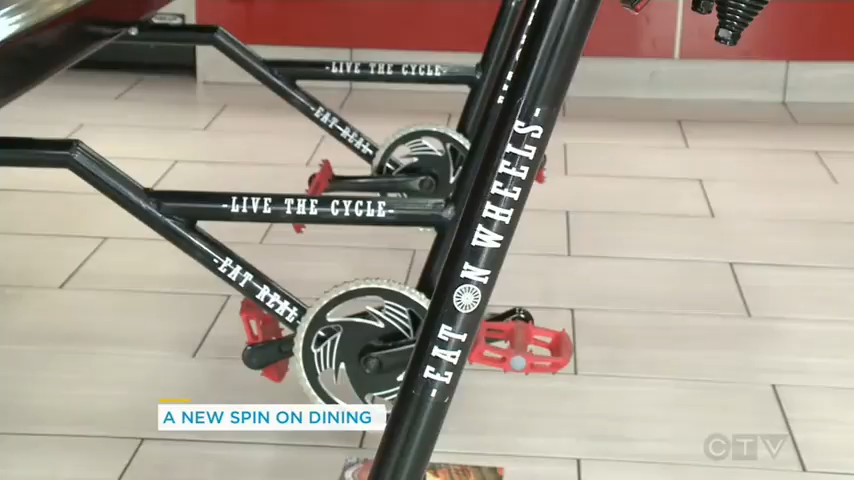 -LIVE THE CYCLE-
-EAT REAL-
-LIVE THE CYCLE-
-EAT REAL-
-EAT ON WHEELS-
A NEW SPIN ON DINING
CTV